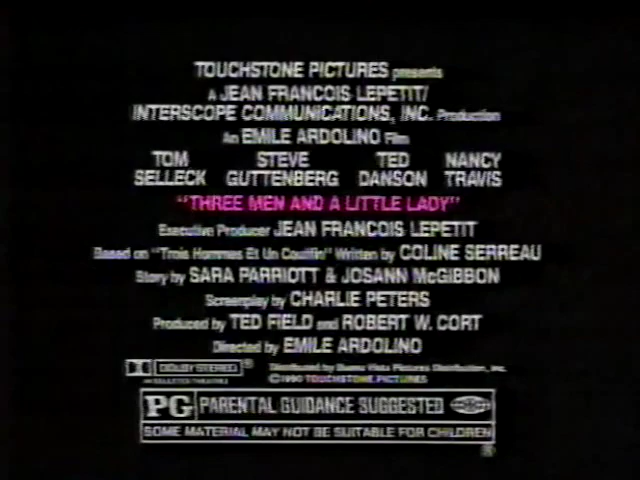 TOUCHSTONE PICTURES presents
A JEAN FRANCOIS LEPETIT/
INTERSCOPE COMMUNICATIONS, INC. Production
An EMILE ARDOLINO Film
TOM SELLECK STEVE GUTTENBERG TED DANSON NANCY TRAVIS
"THREE MEN AND A LITTLE LADY"
Executive Producer JEAN FRANCOIS LEPETIT
Based on "Trois Hommes Et Un Couffin" Written by COLINE SERREAU
Story by SARA PARRIOTT & JOSANN McGIBBON
Screenplay by CHARLIE PETERS
Produced by TED FIELD and ROBERT W. CORT
Directed by EMILE ARDOLINO
DOLBY STEREO ® Distributed by Buena Vista Pictures Distribution, Inc.
IN SELECTED THEATRES ©1990 TOUCHSTONE PICTURES
PG PARENTAL GUIDANCE SUGGESTED
SOME MATERIAL MAY NOT BE SUITABLE FOR CHILDREN
®